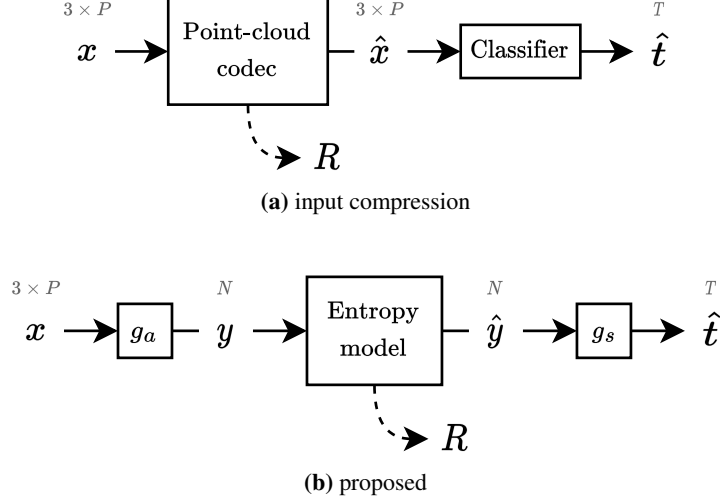 3 × P 3 × P T
x Point-cloud codec x̂ Classifier t̂
R
(a) input compression
3 × P N N T
x g_a y Entropy model ŷ g_s t̂
R
(b) proposed